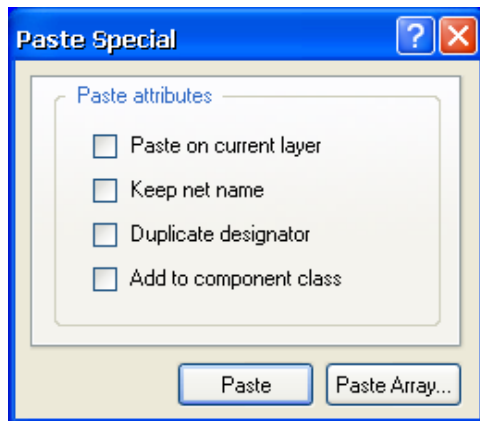 Paste Special
?
Paste attributes
Paste on current layer
Keep net name
Duplicate designator
Add to component class
Paste
Paste Array...